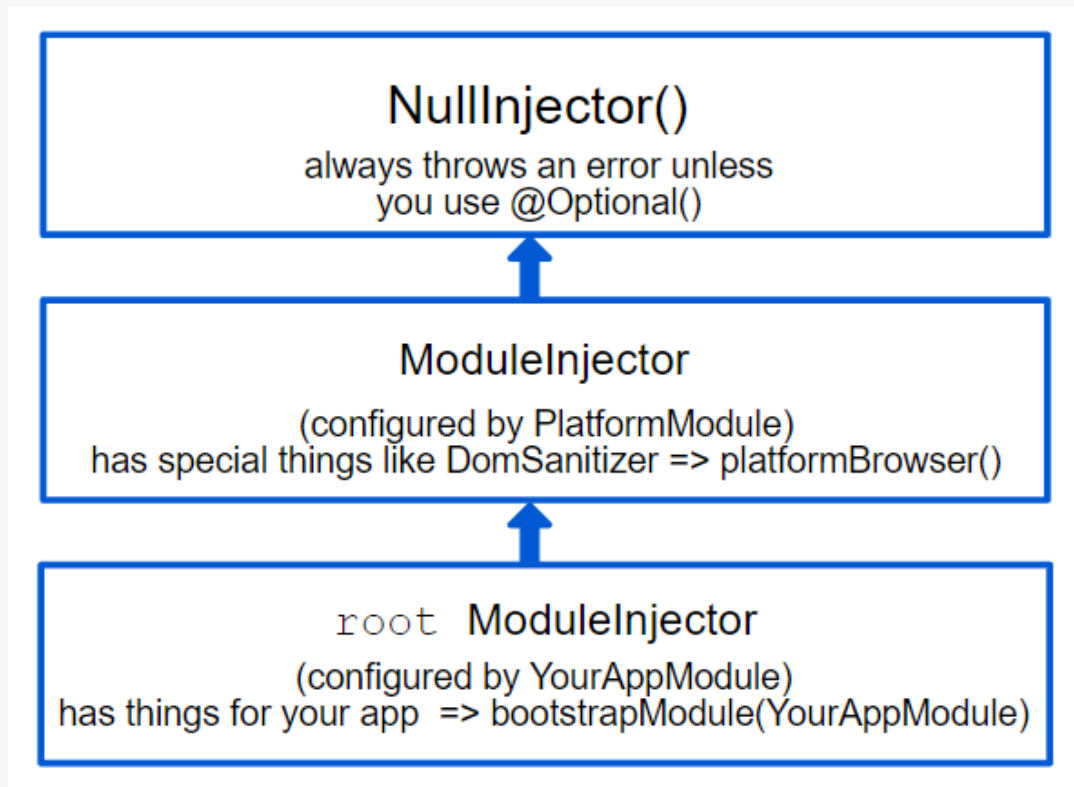 NullInjector()
always throws an error unless
you use @Optional()
ModuleInjector
(configured by PlatformModule)
has special things like DomSanitizer => platformBrowser()
root ModuleInjector
(configured by YourAppModule)
has things for your app => bootstrapModule(YourAppModule)